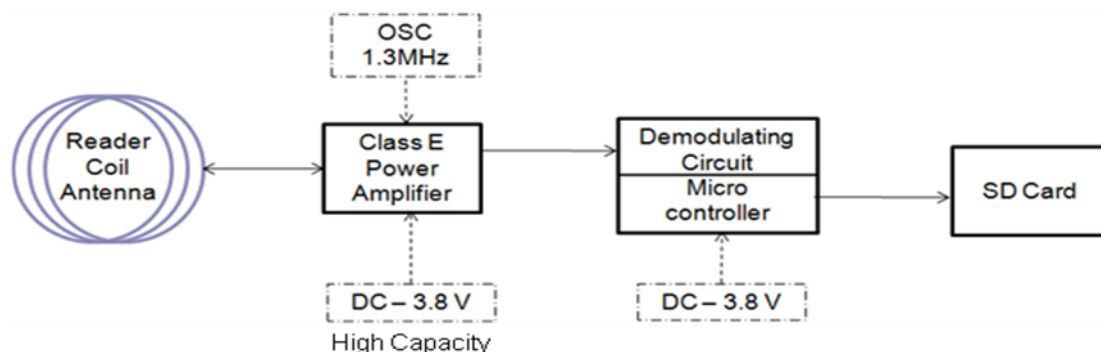 OSC
1.3MHz
Reader
Coil
Antenna
Class E
Power
Amplifier
Demodulating
Circuit
Micro
controller
SD Card
DC – 3.8 V
High Capacity
DC – 3.8 V